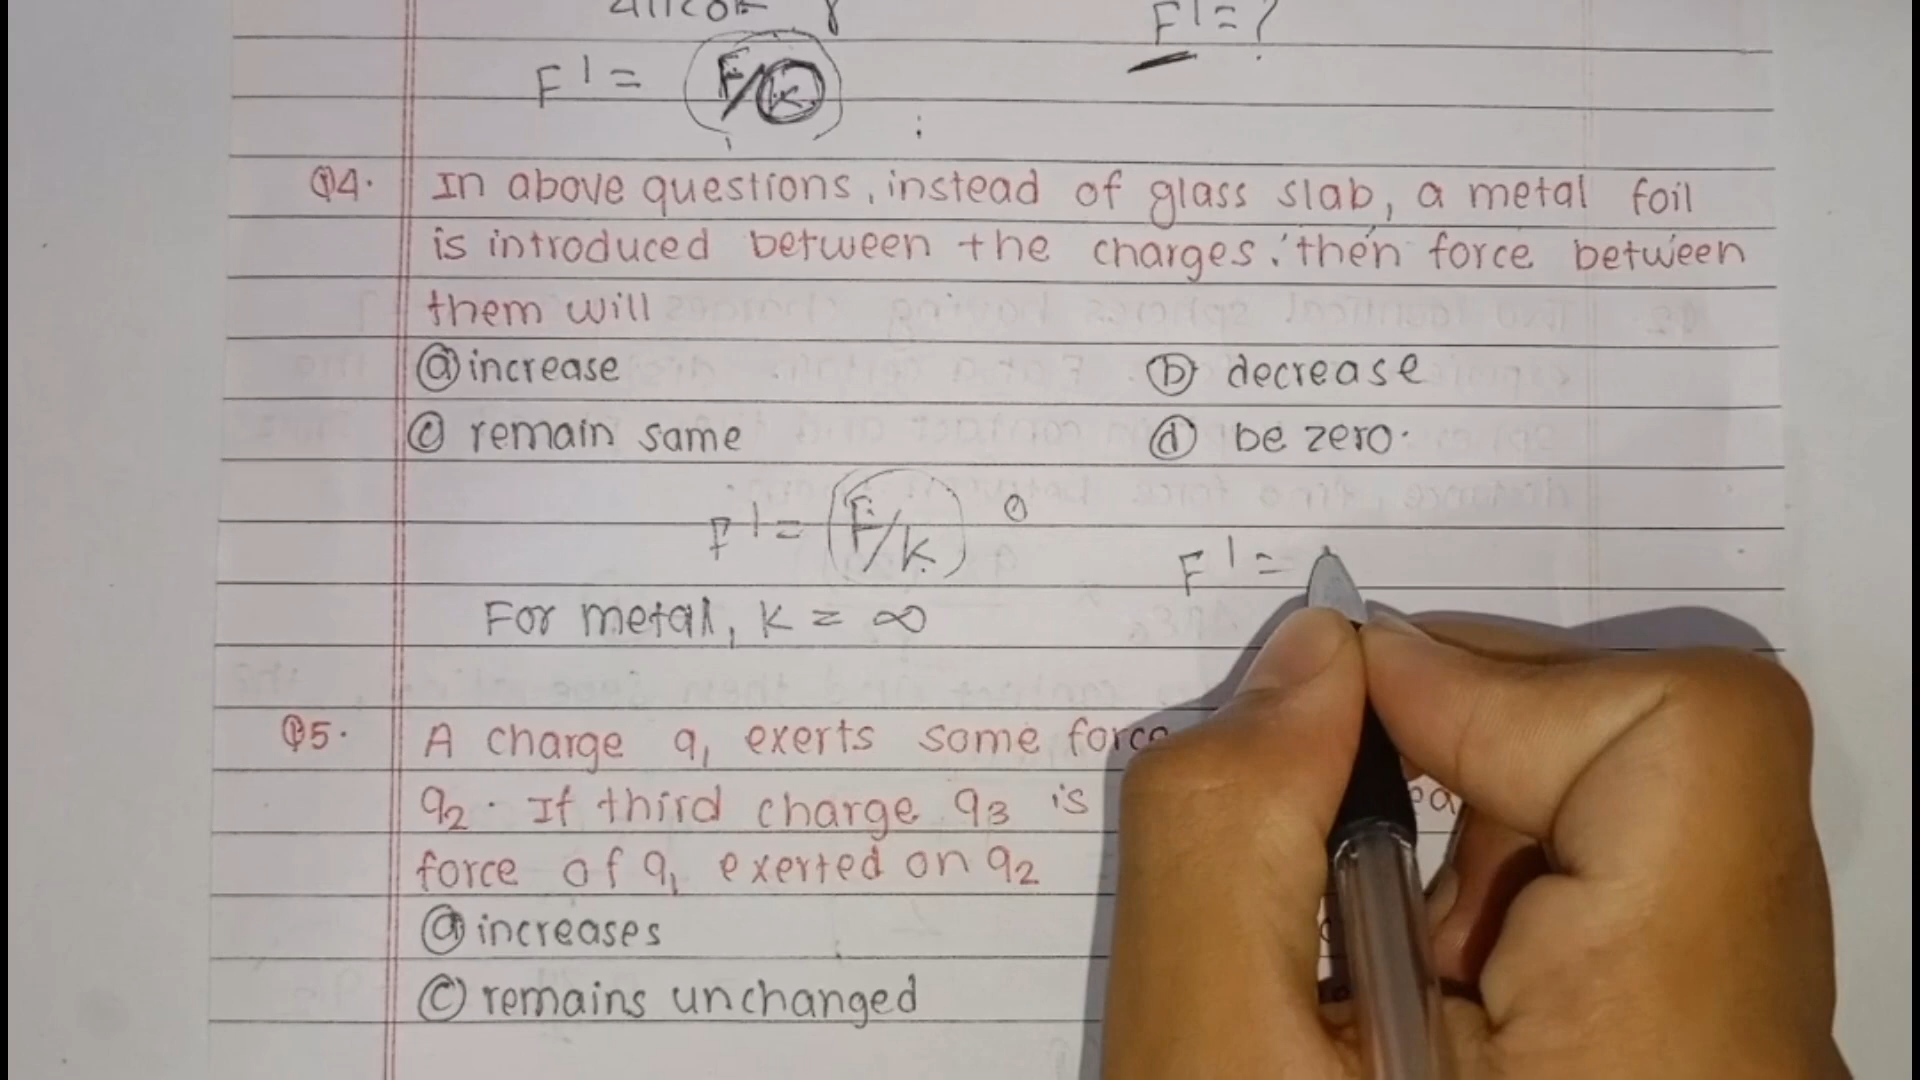 F' = ?
F' = F/K
Q4. In above questions, instead of glass slab, a metal foil
is introduced between the charges. then force between
them will
ⓐ increase ⓑ decrease
ⓒ remain same ⓓ be zero.
F' = F/K 0
F' =
For metal, K = ∞
Q5. A charge q₁ exerts some force
q₂. If third charge q₃ is
force of q₁ exerted on q₂
ⓐ increases
ⓒ remains unchanged